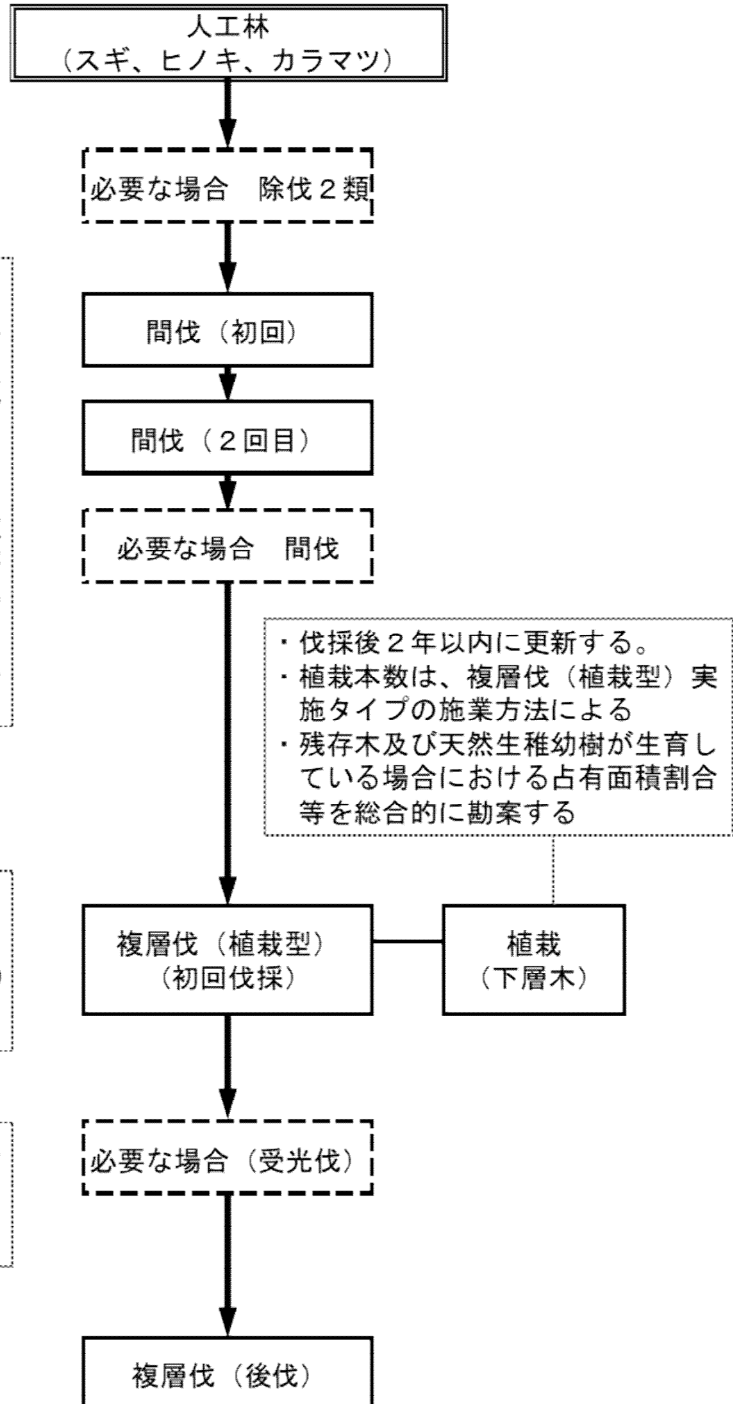 人工林
（スギ、ヒノキ、カラマツ）
必要な場合　除伐２類
間伐（初回）
間伐（２回目）
必要な場合　間伐
・伐採後２年以内に更新する。
・植栽本数は、複層伐（植栽型）実
施タイプの施業方法による
・残存木及び天然生稚幼樹が生育し
ている場合における占有面積割合
等を総合的に勘案する
複層伐（植栽型）
（初回伐採）
植栽
（下層木）
必要な場合（受光伐）
複層伐（後伐）